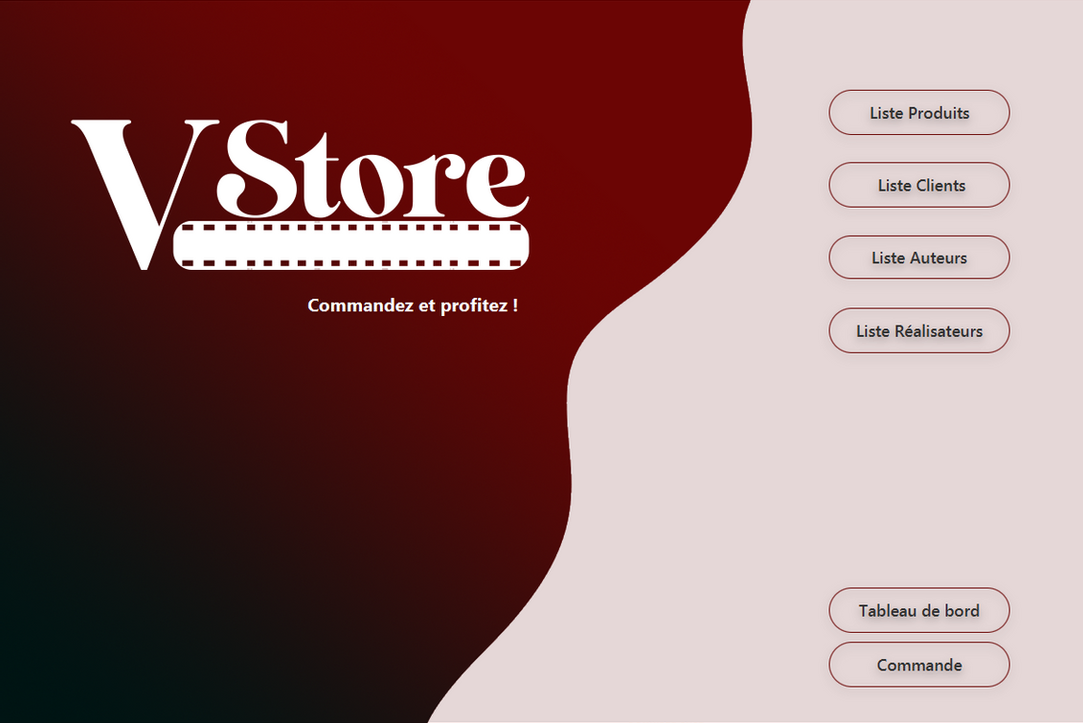 VStore
Commandez et profitez !
Liste Produits
Liste Clients
Liste Auteurs
Liste Réalisateurs
Tableau de bord
Commande